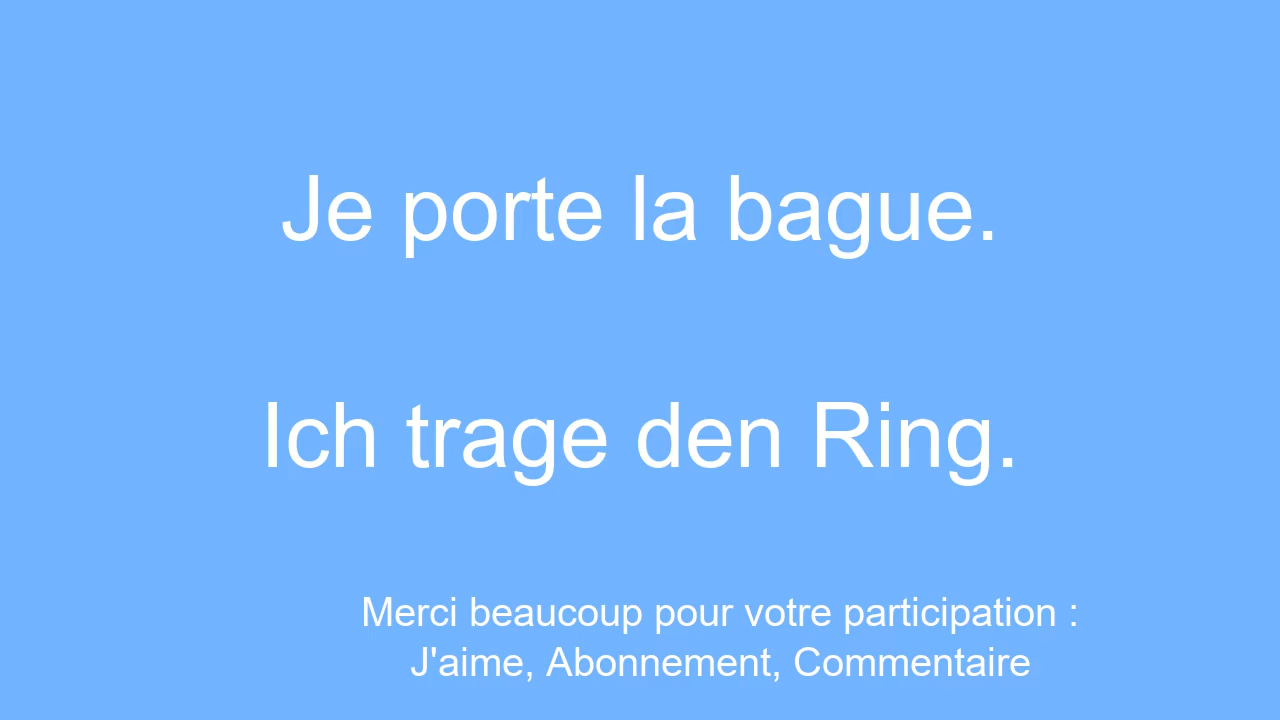 Je porte la bague.
Ich trage den Ring.
Merci beaucoup pour votre participation :
J'aime, Abonnement, Commentaire